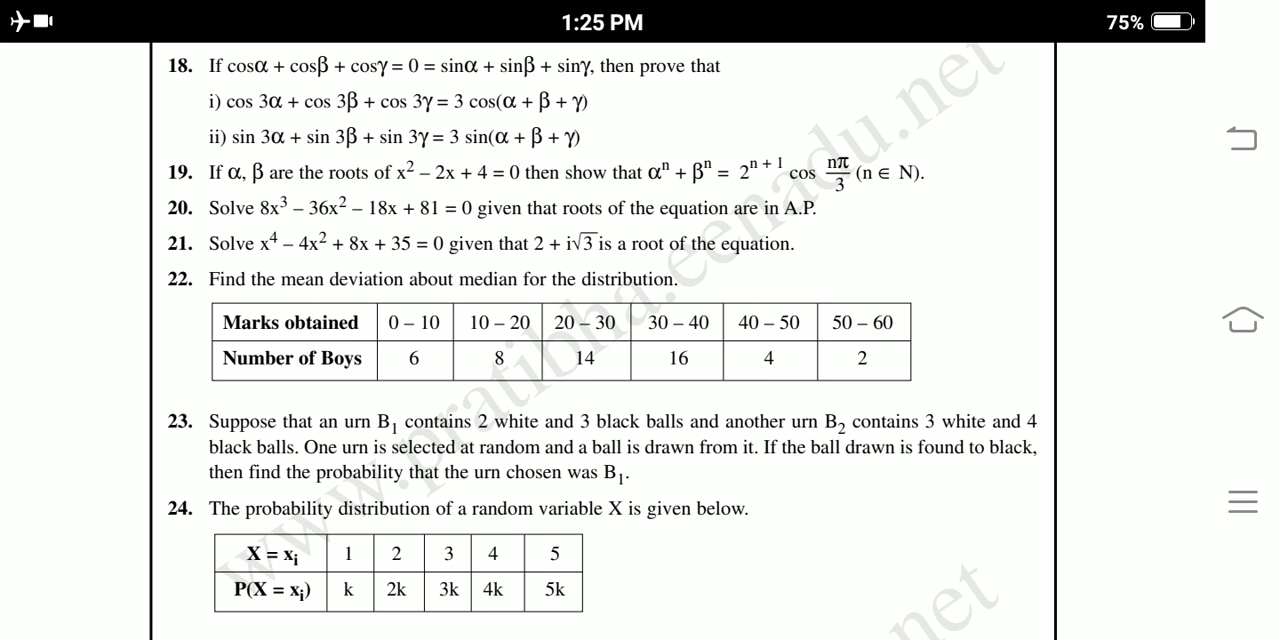 1:25 PM
75%
18. If cosα + cosβ + cosγ = 0 = sinα + sinβ + sinγ, then prove that
i) cos 3α + cos 3β + cos 3γ = 3 cos(α + β + γ)
ii) sin 3α + sin 3β + sin 3γ = 3 sin(α + β + γ)
19. If α, β are the roots of x² – 2x + 4 = 0 then show that αⁿ + βⁿ = 2ⁿ⁺¹ cos nπ/3 (n ∈ N).
20. Solve 8x³ – 36x² – 18x + 81 = 0 given that roots of the equation are in A.P.
21. Solve x⁴ – 4x² + 8x + 35 = 0 given that 2 + i√3 is a root of the equation.
22. Find the mean deviation about median for the distribution.
Marks obtained 0 – 10 10 – 20 20 – 30 30 – 40 40 – 50 50 – 60
Number of Boys 6 8 14 16 4 2
23. Suppose that an urn B₁ contains 2 white and 3 black balls and another urn B₂ contains 3 white and 4
black balls. One urn is selected at random and a ball is drawn from it. If the ball drawn is found to black,
then find the probability that the urn chosen was B₁.
24. The probability distribution of a random variable X is given below.
X = xᵢ 1 2 3 4 5
P(X = xᵢ) k 2k 3k 4k 5k
www.pratibha.eenadu.net
net